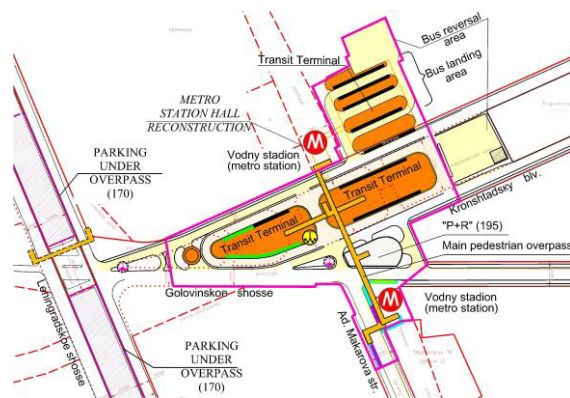 Bus reversal
area
Bus landing
area
Transit Terminal
METRO
STATION HALL
RECONSTRUCTION
M
Vodny stadion
(metro station)
PARKING
UNDER
OVERPASS
(170)
Transit Terminal
Transit Terminal
Kronshtadsky blv.
"P+R" (195)
Main pedestrian overpass
Golovinskoe shosse
M
Vodny stadion
(metro station)
Leningradskoe shosse
Ad. Makarova str.
PARKING
UNDER
OVERPASS
(170)